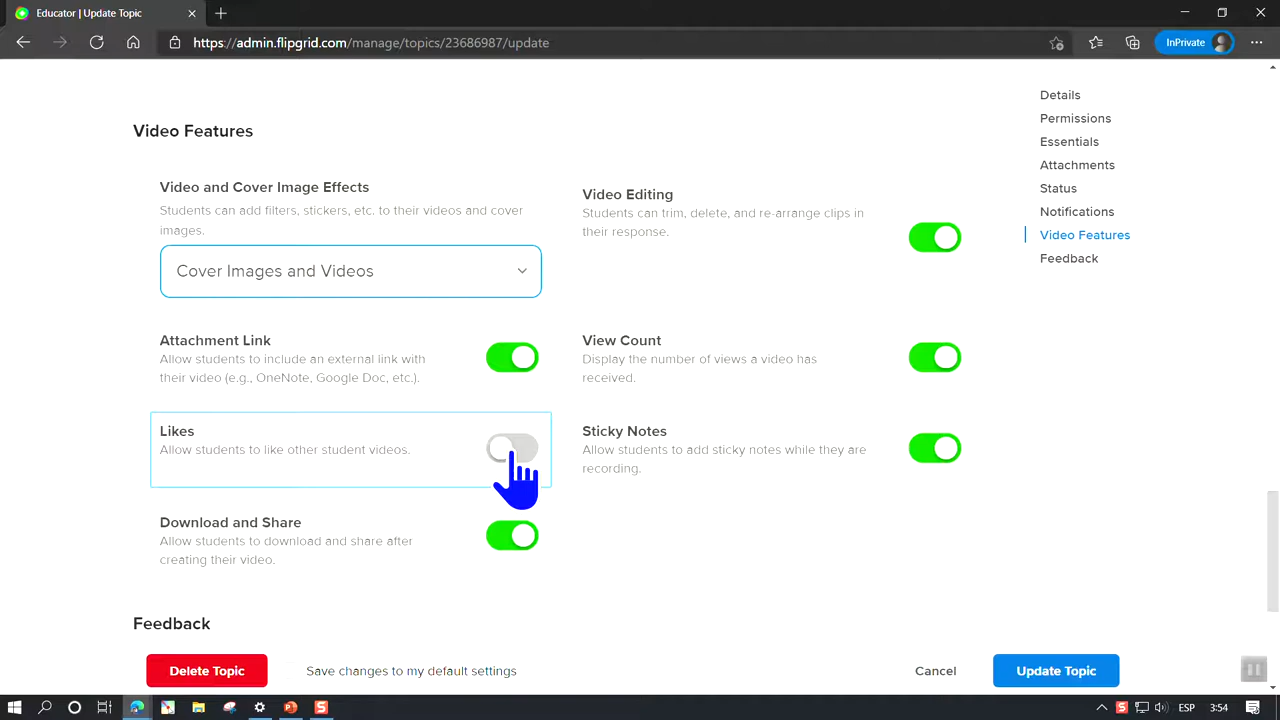 Educator | Update Topic
https://admin.flipgrid.com/manage/topics/23686987/update
InPrivate
Details
Permissions
Essentials
Attachments
Status
Notifications
Video Features
Feedback
Video Features
Video and Cover Image Effects
Students can add filters, stickers, etc. to their videos and cover
images.
Cover Images and Videos
Video Editing
Students can trim, delete, and re-arrange clips in
their response.
Attachment Link
Allow students to include an external link with
their video (e.g., OneNote, Google Doc, etc.).
View Count
Display the number of views a video has
received.
Likes
Allow students to like other student videos.
Sticky Notes
Allow students to add sticky notes while they are
recording.
Download and Share
Allow students to download and share after
creating their video.
Feedback
Delete Topic
Save changes to my default settings
Cancel
Update Topic
ESP
3:54